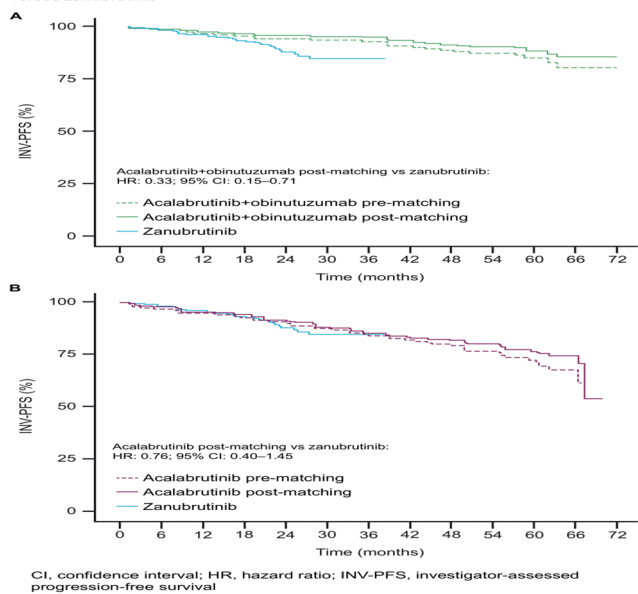 A
100
75
50
25
0
INV-PFS (%)
Acalabrutinib+obinutuzumab post-matching vs zanubrutinib:
HR: 0.33; 95% CI: 0.15–0.71
Acalabrutinib+obinutuzumab pre-matching
Acalabrutinib+obinutuzumab post-matching
Zanubrutinib
0 6 12 18 24 30 36 42 48 54 60 66 72
Time (months)
B
100
75
50
25
0
INV-PFS (%)
Acalabrutinib post-matching vs zanubrutinib:
HR: 0.76; 95% CI: 0.40–1.45
Acalabrutinib pre-matching
Acalabrutinib post-matching
Zanubrutinib
0 6 12 18 24 30 36 42 48 54 60 66 72
Time (months)
CI, confidence interval; HR, hazard ratio; INV-PFS, investigator-assessed
progression-free survival